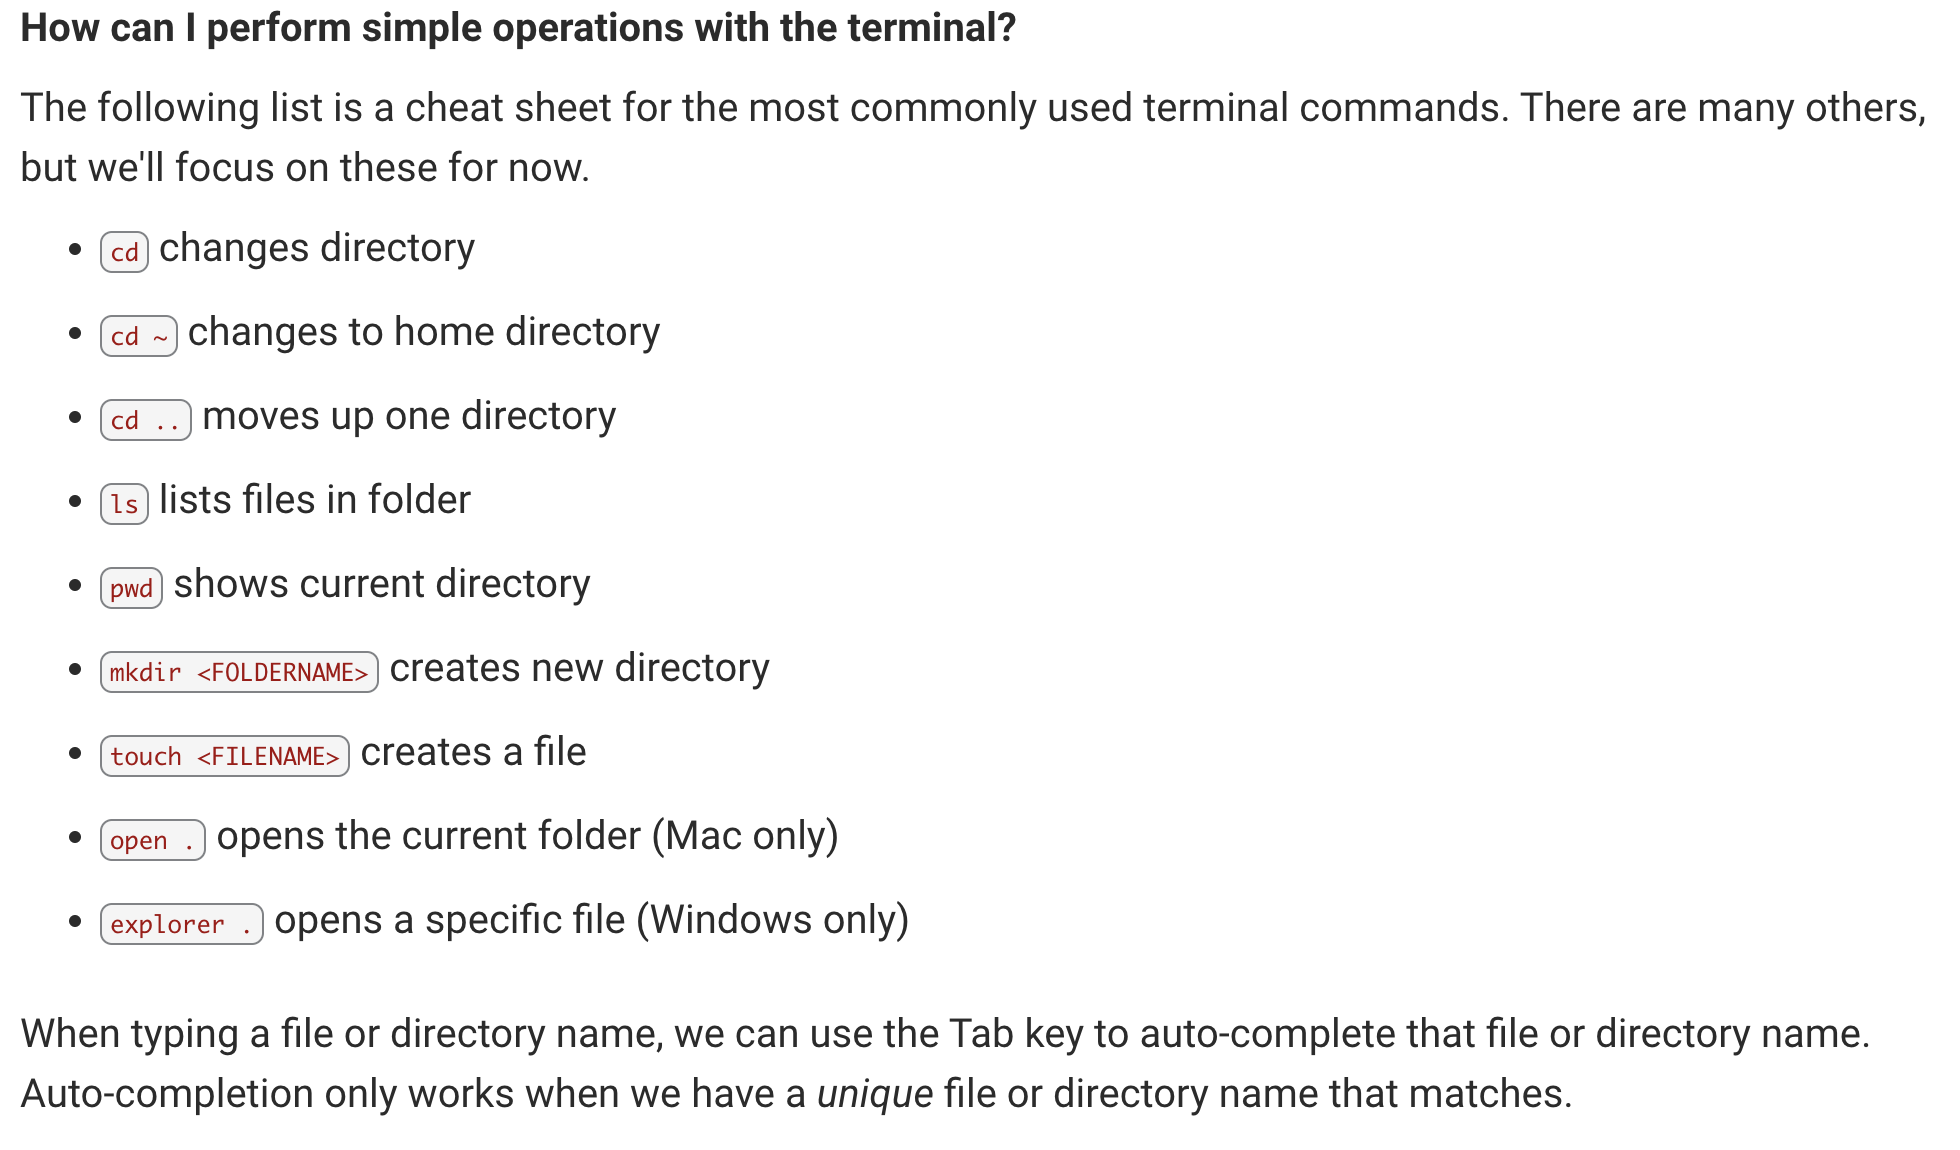 How can I perform simple operations with the terminal?
The following list is a cheat sheet for the most commonly used terminal commands. There are many others,
but we'll focus on these for now.
• cd changes directory
• cd ~ changes to home directory
• cd .. moves up one directory
• ls lists files in folder
• pwd shows current directory
• mkdir <FOLDERNAME> creates new directory
• touch <FILENAME> creates a file
• open . opens the current folder (Mac only)
• explorer . opens a specific file (Windows only)
When typing a file or directory name, we can use the Tab key to auto-complete that file or directory name.
Auto-completion only works when we have a unique file or directory name that matches.